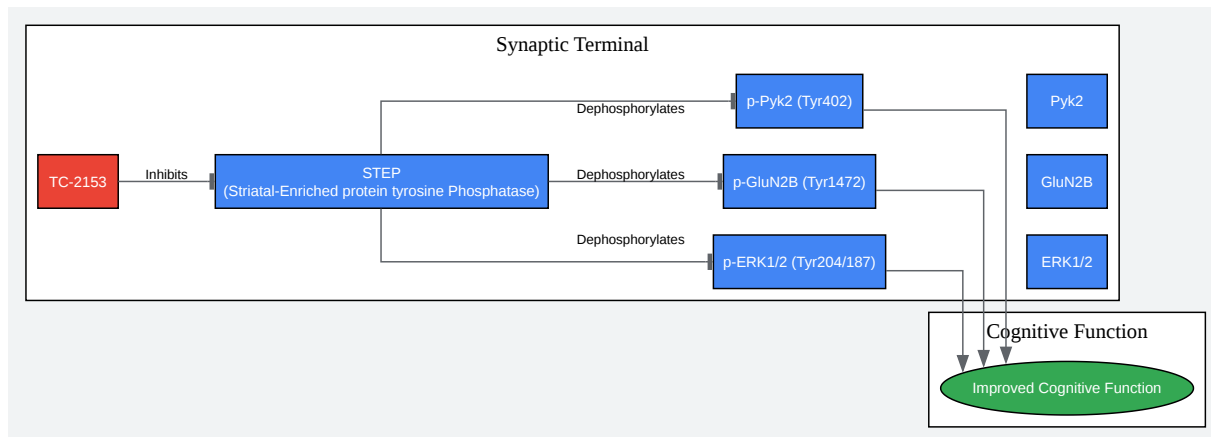 Synaptic Terminal
p-Pyk2 (Tyr402)
Pyk2
Dephosphorylates
TC-2153
Inhibits
STEP
(Striatal-Enriched protein tyrosine Phosphatase)
Dephosphorylates
p-GluN2B (Tyr1472)
GluN2B
Dephosphorylates
p-ERK1/2 (Tyr204/187)
ERK1/2
Cognitive Function
Improved Cognitive Function